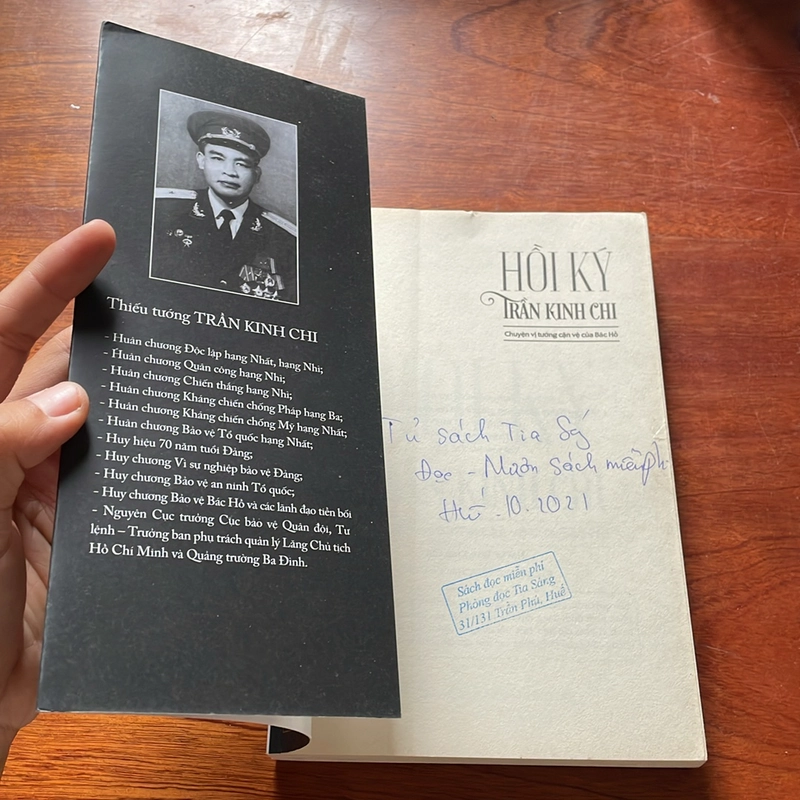 Thiếu tướng TRẦN KINH CHI
- Huân chương Độc lập hạng Nhất, hạng Nhì;
- Huân chương Quân công hạng Nhì;
- Huân chương Chiến thắng hạng Nhì;
- Huân chương Kháng chiến chống Pháp hạng Ba;
- Huân chương Kháng chiến chống Mỹ hạng Nhất;
- Huân chương Bảo vệ Tổ quốc hạng Nhất;
- Huy hiệu 70 năm tuổi Đảng;
- Huy chương Vì sự nghiệp bảo vệ Đảng;
- Huy chương Bảo vệ an ninh Tổ quốc;
- Huy chương Bảo vệ Bác Hồ và các lãnh đạo tiền bối
- Nguyên Cục trưởng Cục bảo vệ Quân đội, Tư
lệnh – Trưởng ban phụ trách quản lý Lăng Chủ tịch
Hồ Chí Minh và Quảng trường Ba Đình.
HỒI KÝ
TRẦN KINH CHI
Chuyện vị tướng cận vệ của Bác Hồ
Tủ sách Tia Sá
Đọc - Mượn sách miễn ph
Huế. 10. 2021
Sách đọc miễn phí
Phòng đọc Tia Sáng
31/131 Trần Phú, Huế